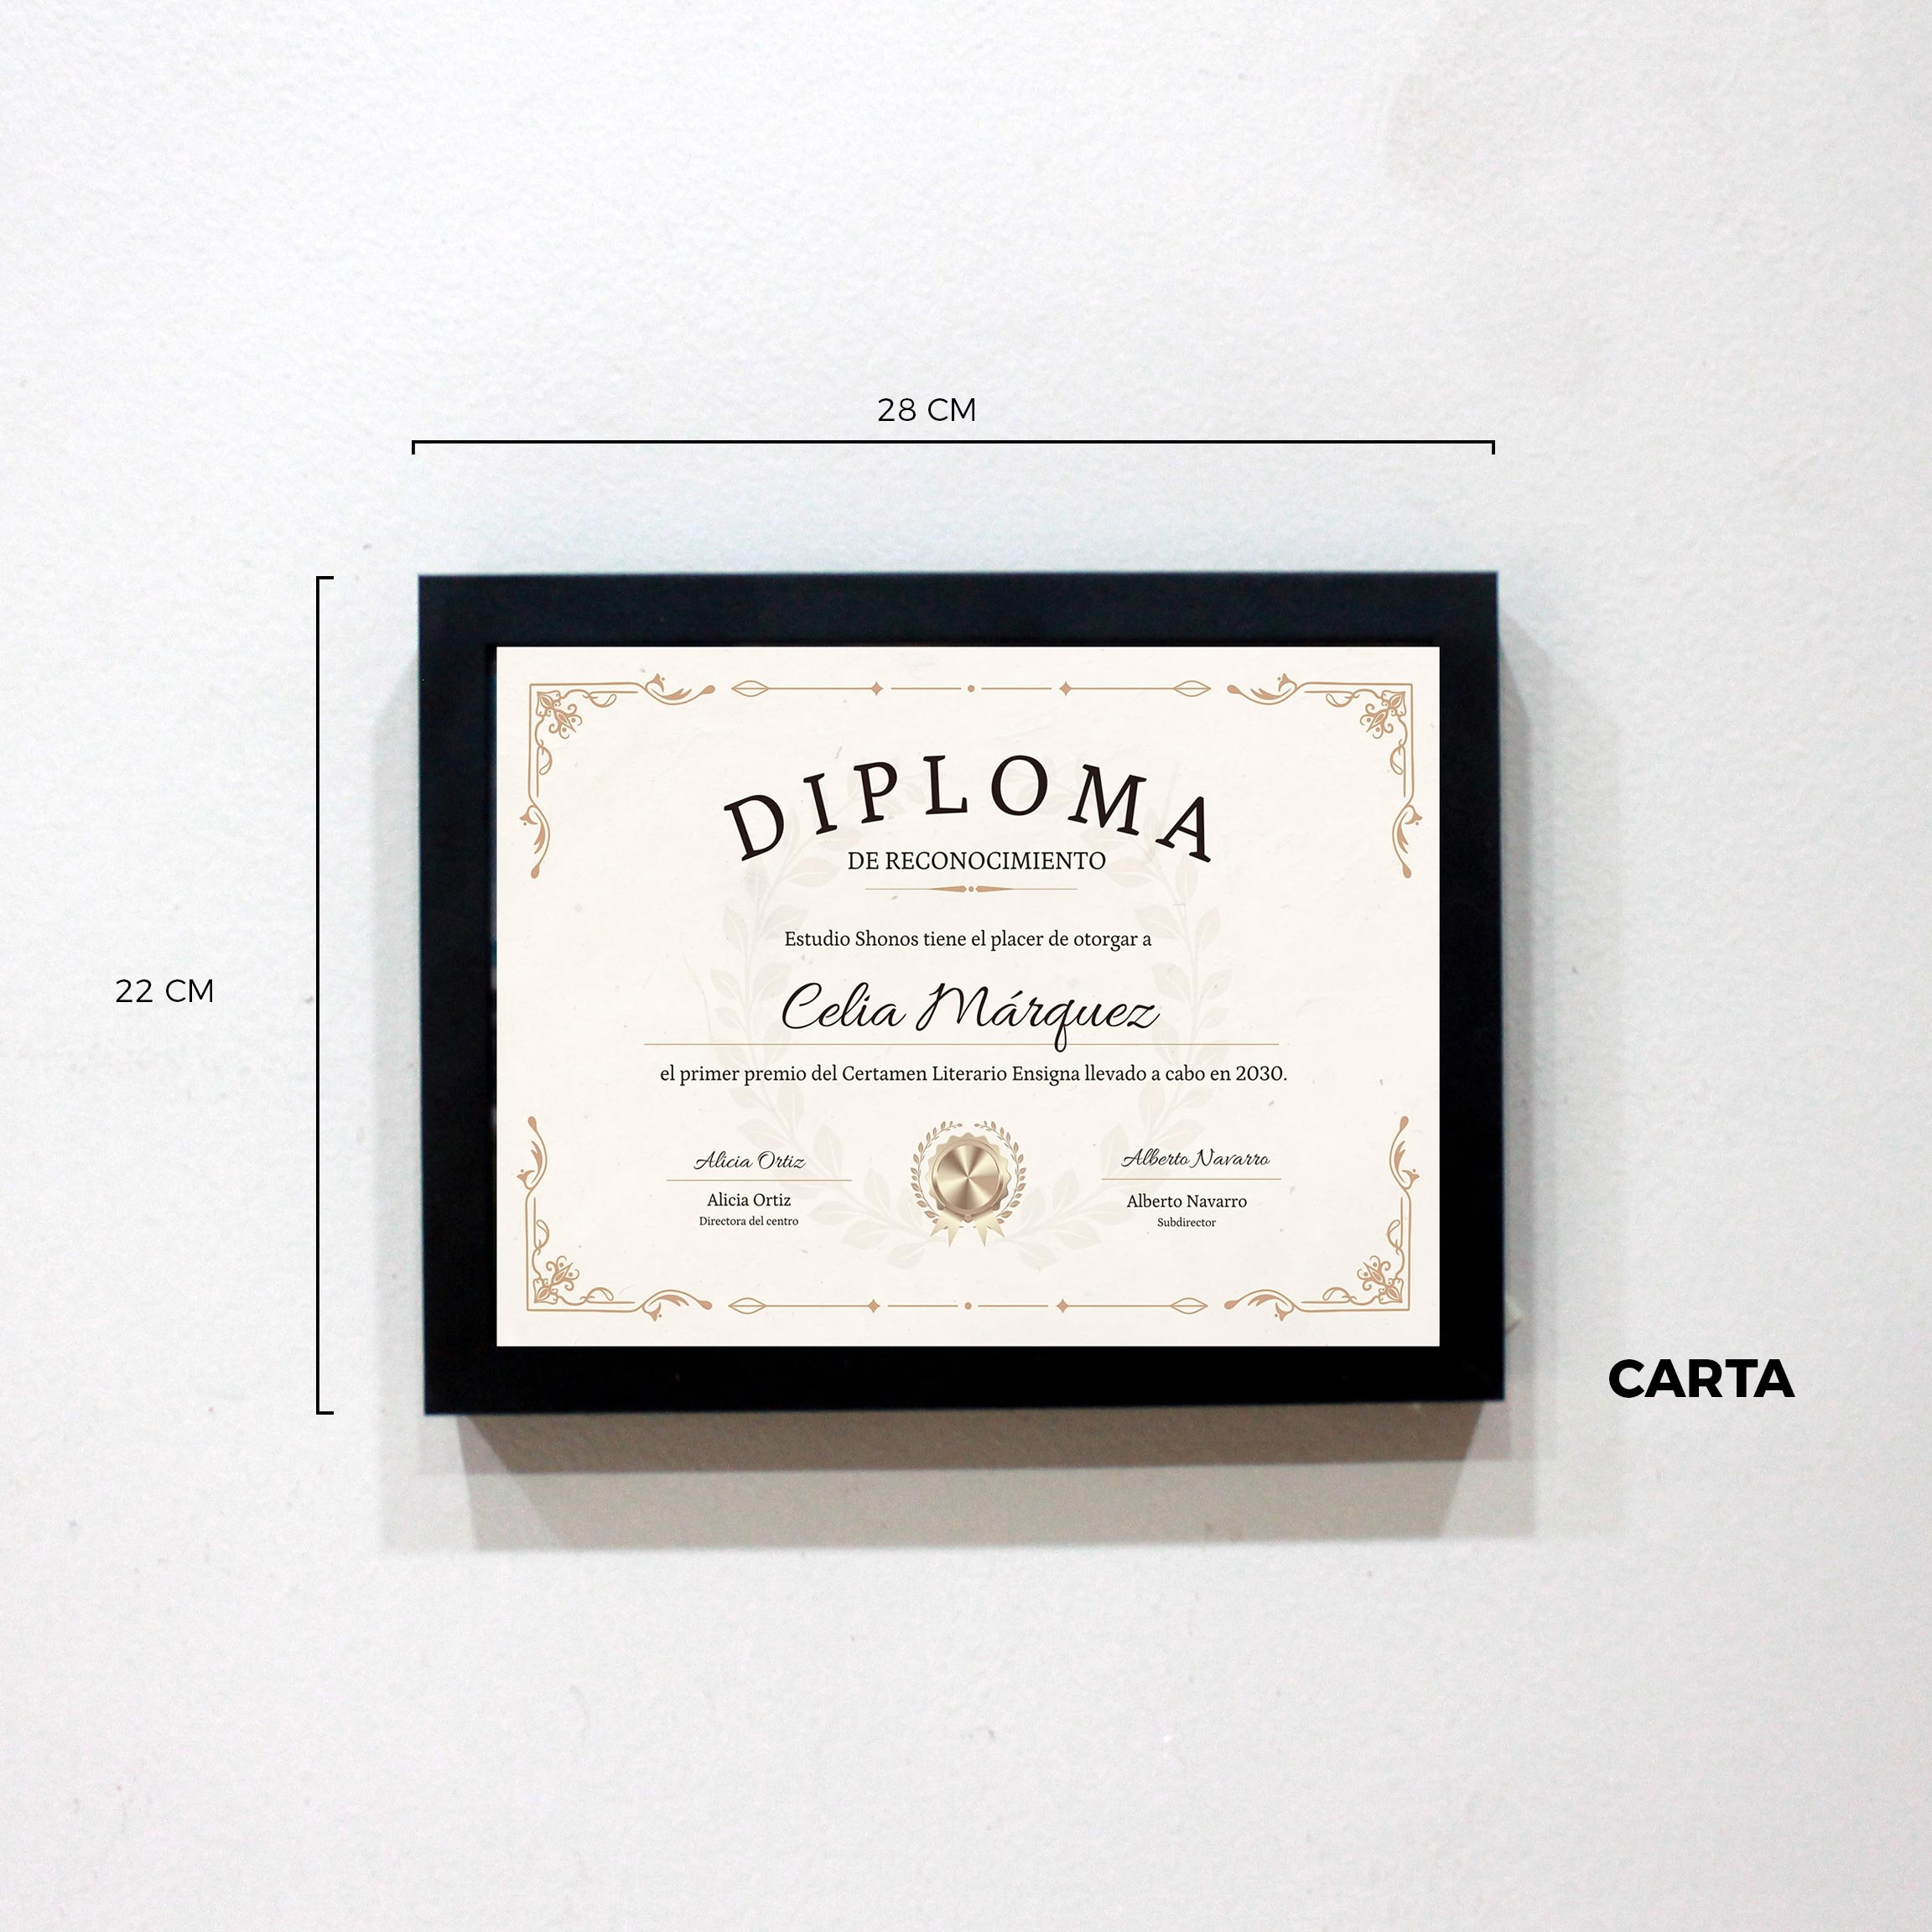 28 CM
22 CM
DIPLOMA
DE RECONOCIMIENTO
Estudio Shonos tiene el placer de otorgar a
Celia Márquez
el primer premio del Certamen Literario Ensigna llevado a cabo en 2030.
Alicia Ortiz
Alicia Ortiz
Directora del centro
Alberto Navarro
Alberto Navarro
Subdirector
CARTA